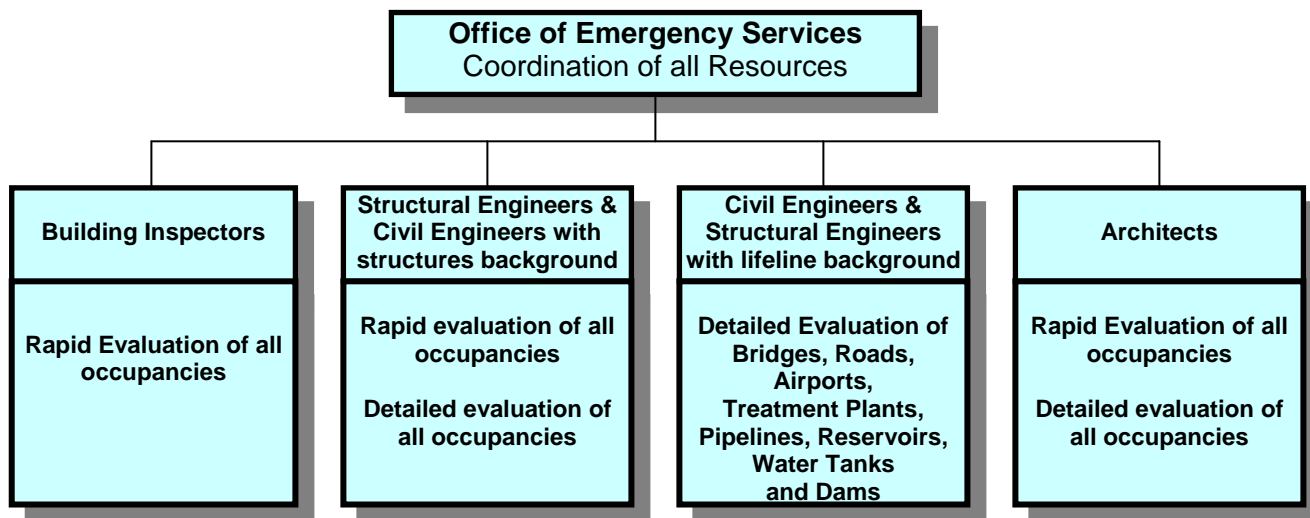 Office of Emergency Services
Coordination of all Resources
Building Inspectors
Rapid Evaluation of all
occupancies
Structural Engineers &
Civil Engineers with
structures background
Rapid evaluation of all
occupancies
Detailed evaluation of
all occupancies
Civil Engineers &
Structural Engineers
with lifeline background
Detailed Evaluation of
Bridges, Roads,
Airports,
Treatment Plants,
Pipelines, Reservoirs,
Water Tanks
and Dams
Architects
Rapid Evaluation of all
occupancies
Detailed evaluation of
all occupancies